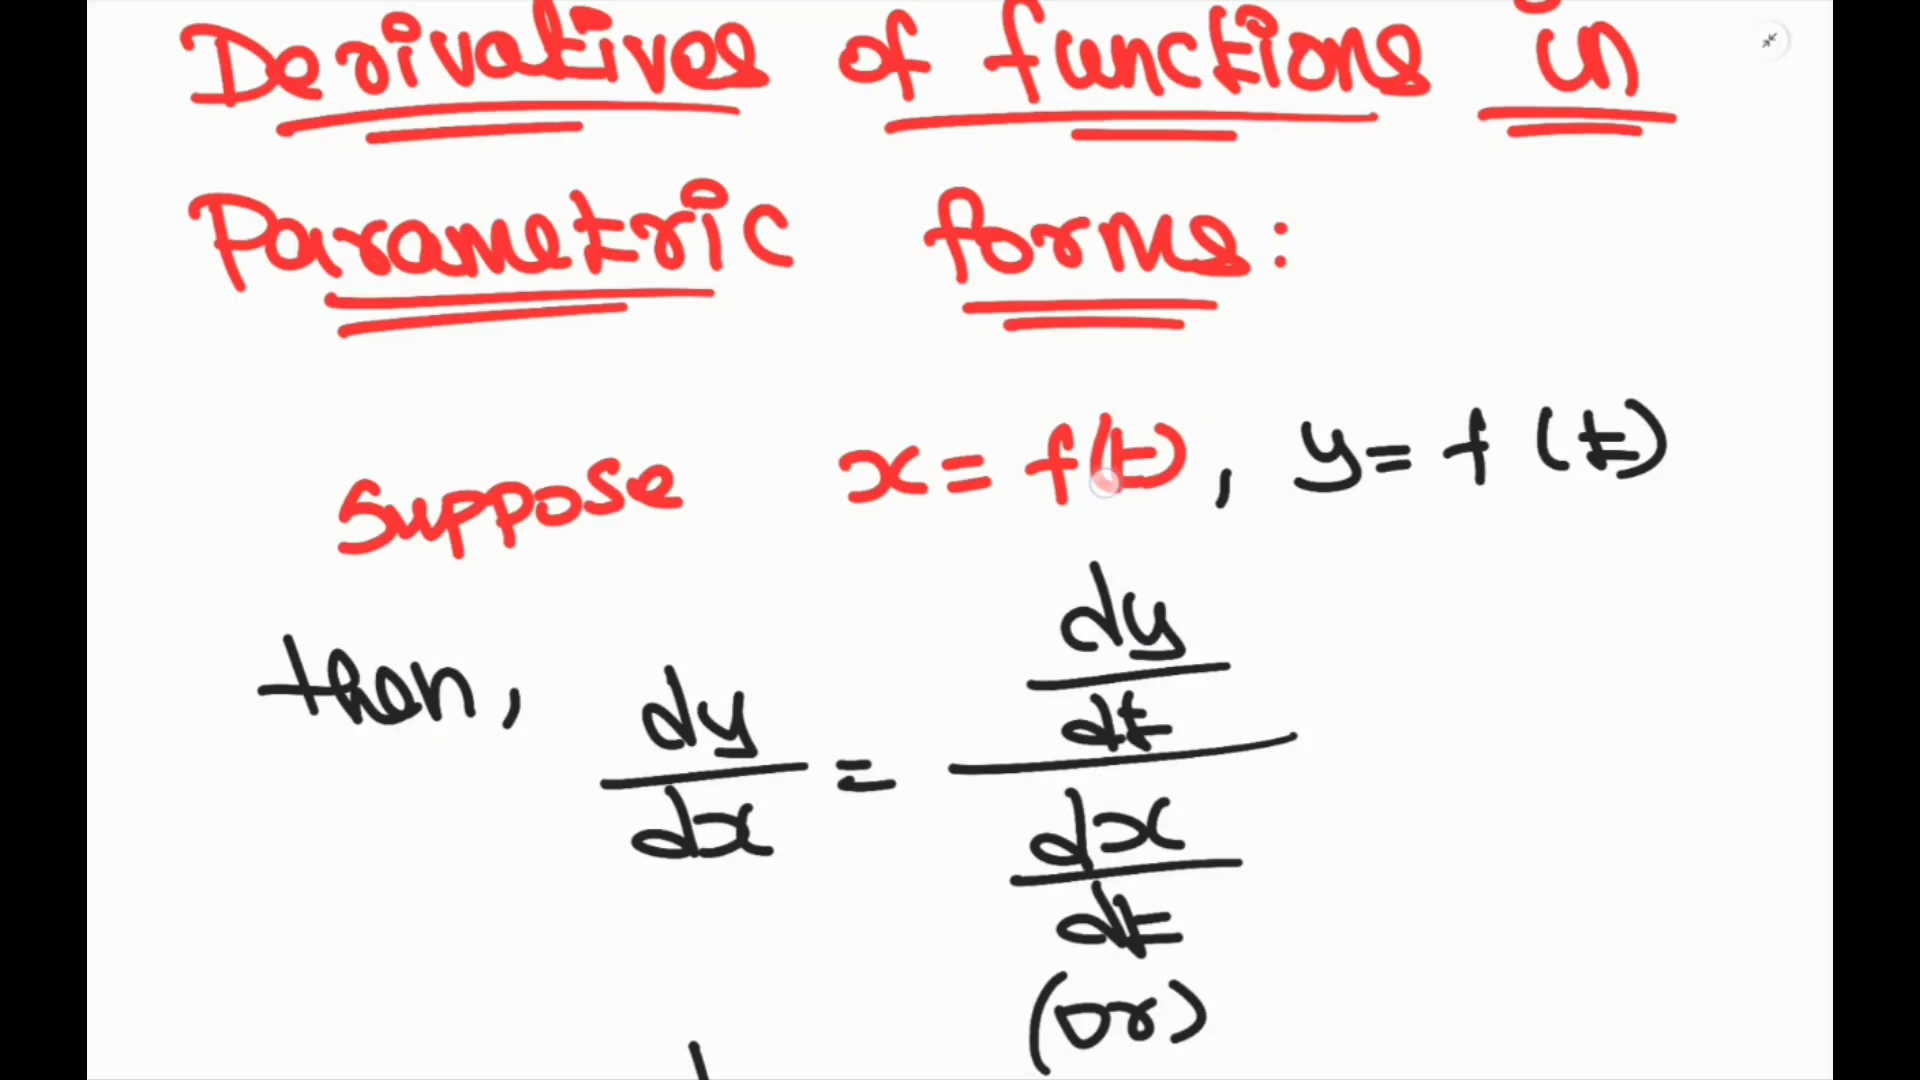 Derivatives of functions in
Parametric forms:
suppose x = f(t), y = f (t)
then, dy/dx = (dy/dt)/(dx/dt)
(or)